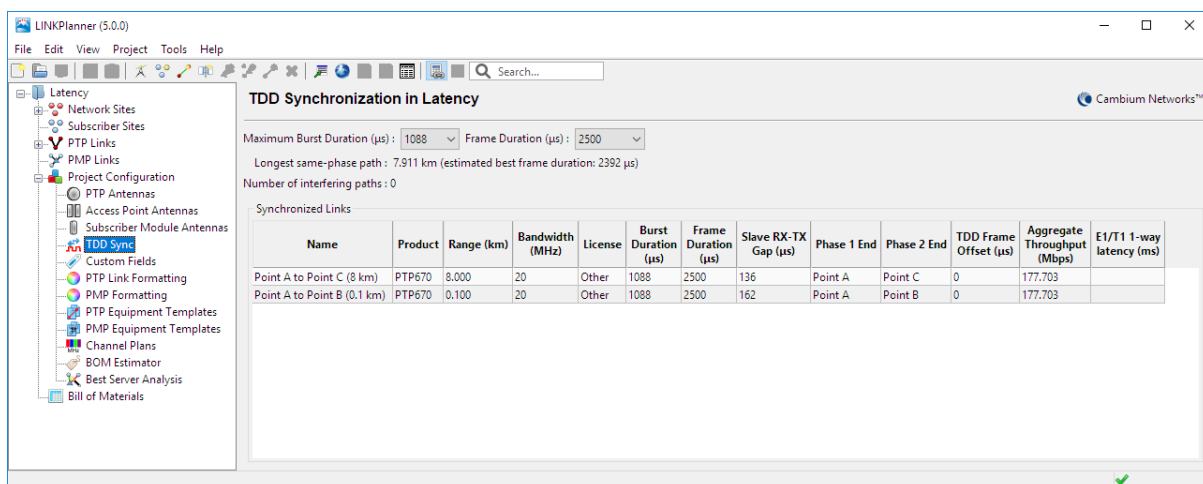 LINKPlanner (5.0.0)
File Edit View Project Tools Help
Search...
Latency
Network Sites
Subscriber Sites
PTP Links
PMP Links
Project Configuration
PTP Antennas
Access Point Antennas
Subscriber Module Antennas
TDD Sync
Custom Fields
PTP Link Formatting
PMP Formatting
PTP Equipment Templates
PMP Equipment Templates
Channel Plans
BOM Estimator
Best Server Analysis
Bill of Materials
TDD Synchronization in Latency
Cambium Networks™
Maximum Burst Duration (µs) : 1088 Frame Duration (µs) : 2500
Longest same-phase path : 7.911 km (estimated best frame duration: 2392 µs)
Number of interfering paths : 0
Synchronized Links
Name Product Range (km) Bandwidth (MHz) License Burst Duration (µs) Frame Duration (µs) Slave RX-TX Gap (µs) Phase 1 End Phase 2 End TDD Frame Offset (µs) Aggregate Throughput (Mbps) E1/T1 1-way latency (ms)
Point A to Point C (8 km) PTP670 8.000 20 Other 1088 2500 136 Point A Point C 0 177.703
Point A to Point B (0.1 km) PTP670 0.100 20 Other 1088 2500 162 Point A Point B 0 177.703